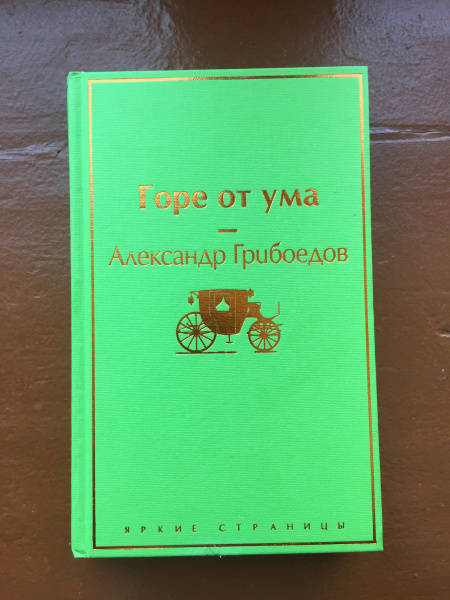 Горе от ума
Александр Грибоедов
ЯРКИЕ СТРАНИЦЫ